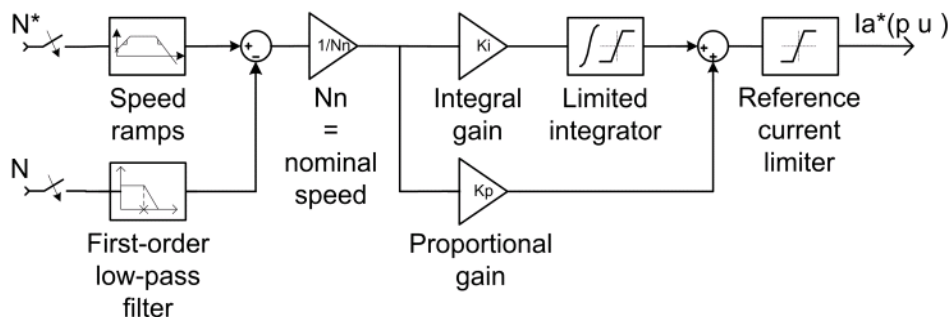 N*
Ia*(p u )
1/Nn
Ki
Speed
ramps
Nn
=
nominal
speed
Integral
gain
Limited
integrator
Reference
current
limiter
N
Kp
First-order
low-pass
filter
Proportional
gain